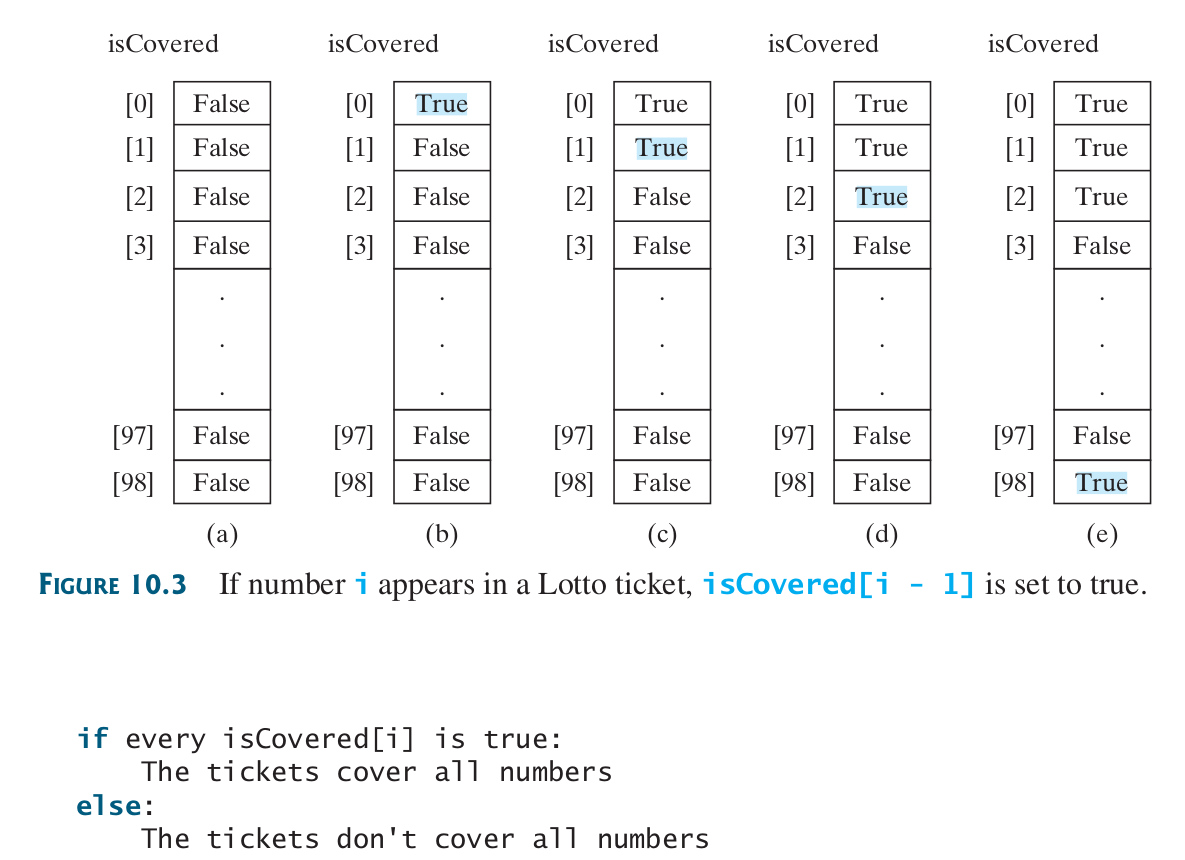 isCovered isCovered isCovered isCovered isCovered
[0] False [0] True [0] True [0] True [0] True
[1] False [1] False [1] True [1] True [1] True
[2] False [2] False [2] False [2] True [2] True
[3] False [3] False [3] False [3] False [3] False
. . . . .
. . . . .
. . . . .
[97] False [97] False [97] False [97] False [97] False
[98] False [98] False [98] False [98] False [98] True
(a) (b) (c) (d) (e)
FIGURE 10.3 If number i appears in a Lotto ticket, isCovered[i - 1] is set to true.
if every isCovered[i] is true:
    The tickets cover all numbers
else:
    The tickets don't cover all numbers